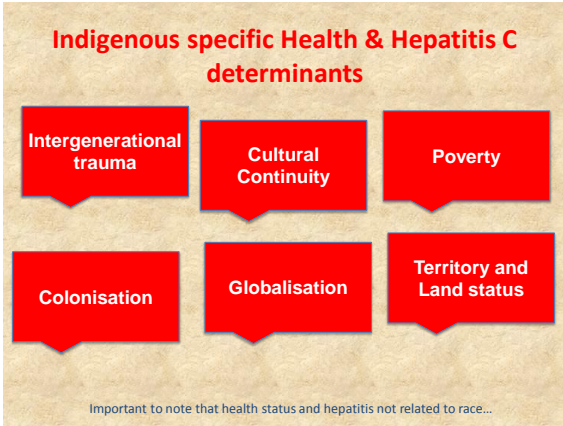 Indigenous specific Health & Hepatitis C
determinants
Intergenerational
trauma
Cultural
Continuity
Poverty
Colonisation
Globalisation
Territory and
Land status
Important to note that health status and hepatitis not related to race...